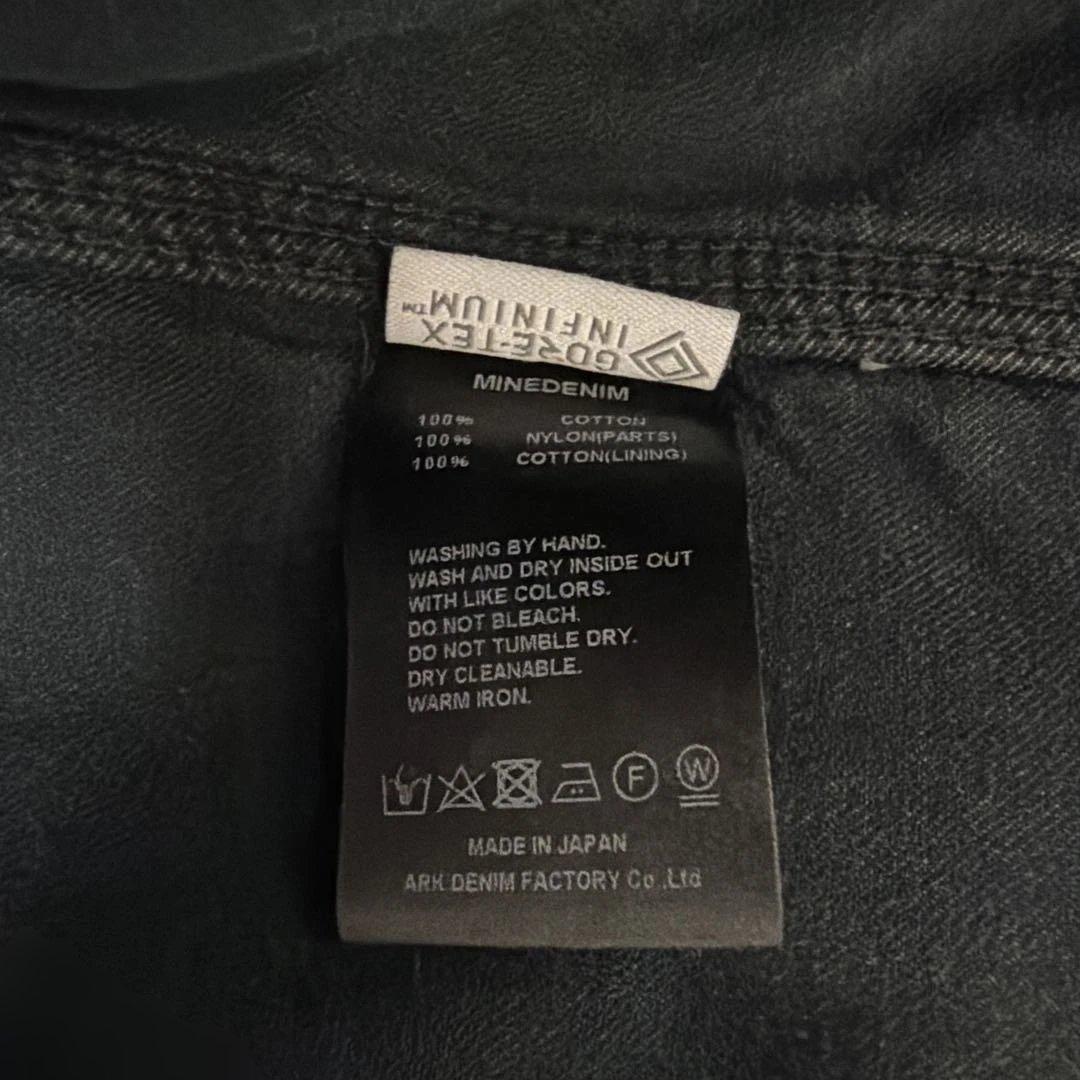 GORE-TEX
INFINIUM™
MINEDENIM
100% COTTON
100% NYLON(PARTS)
100% COTTON(LINING)
WASHING BY HAND.
WASH AND DRY INSIDE OUT
WITH LIKE COLORS.
DO NOT BLEACH.
DO NOT TUMBLE DRY.
DRY CLEANABLE.
WARM IRON.
F W
MADE IN JAPAN
ARK DENIM FACTORY Co .Ltd